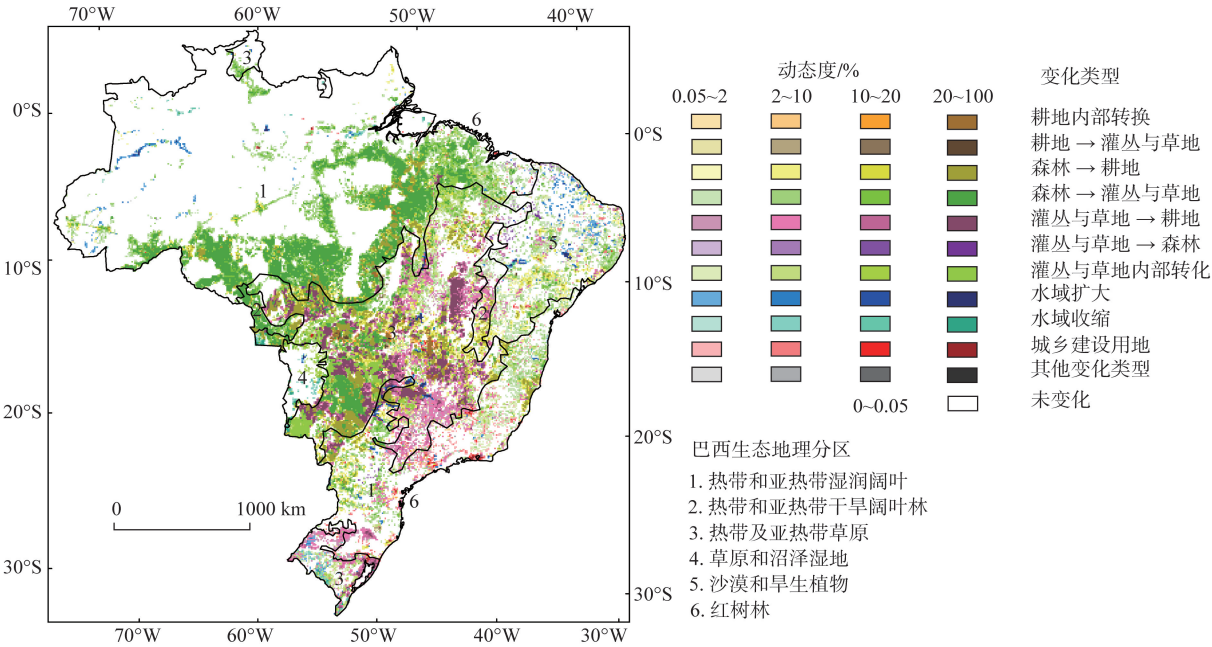 70°W 60°W 50°W 40°W
0°S
10°S
20°S
30°S
0°S
10°S
20°S
30°S
70°W 60°W 50°W 40°W 30°W
3
3
6
1
5
2
3
4
1
6
3
0 1000 km
动态度/% 变化类型
0.05~2 2~10 10~20 20~100
耕地内部转换
耕地 → 灌丛与草地
森林 → 耕地
森林 → 灌丛与草地
灌丛与草地 → 耕地
灌丛与草地 → 森林
灌丛与草地内部转化
水域扩大
水域收缩
城乡建设用地
其他变化类型
0~0.05 未变化
巴西生态地理分区
1. 热带和亚热带湿润阔叶
2. 热带和亚热带干旱阔叶林
3. 热带及亚热带草原
4. 草原和沼泽湿地
5. 沙漠和旱生植物
6. 红树林